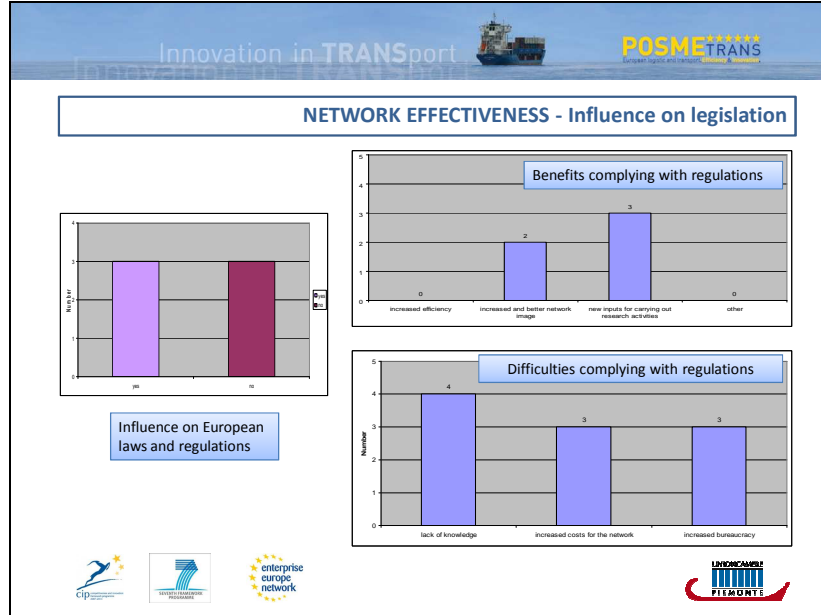 Innovation in TRANSport
POSMETRANS
European logistic and transport Efficiency & Innovation
NETWORK EFFECTIVENESS - Influence on legislation
4
3
2
1
0
Number
yes
no
yes
no
Influence on European
laws and regulations
Benefits complying with regulations
5
4
3
2
1
0
0
2
3
0
increased efficiency
increased and better network
image
new inputs for carrying out
research activities
other
Difficulties complying with regulations
5
4
3
2
1
0
Number
4
3
3
lack of knowledge
increased costs for the network
increased bureaucracy
cip
SEVENTH FRAMEWORK
PROGRAMME
enterprise
europe
network
UNIONCAMERE
PIEMONTE